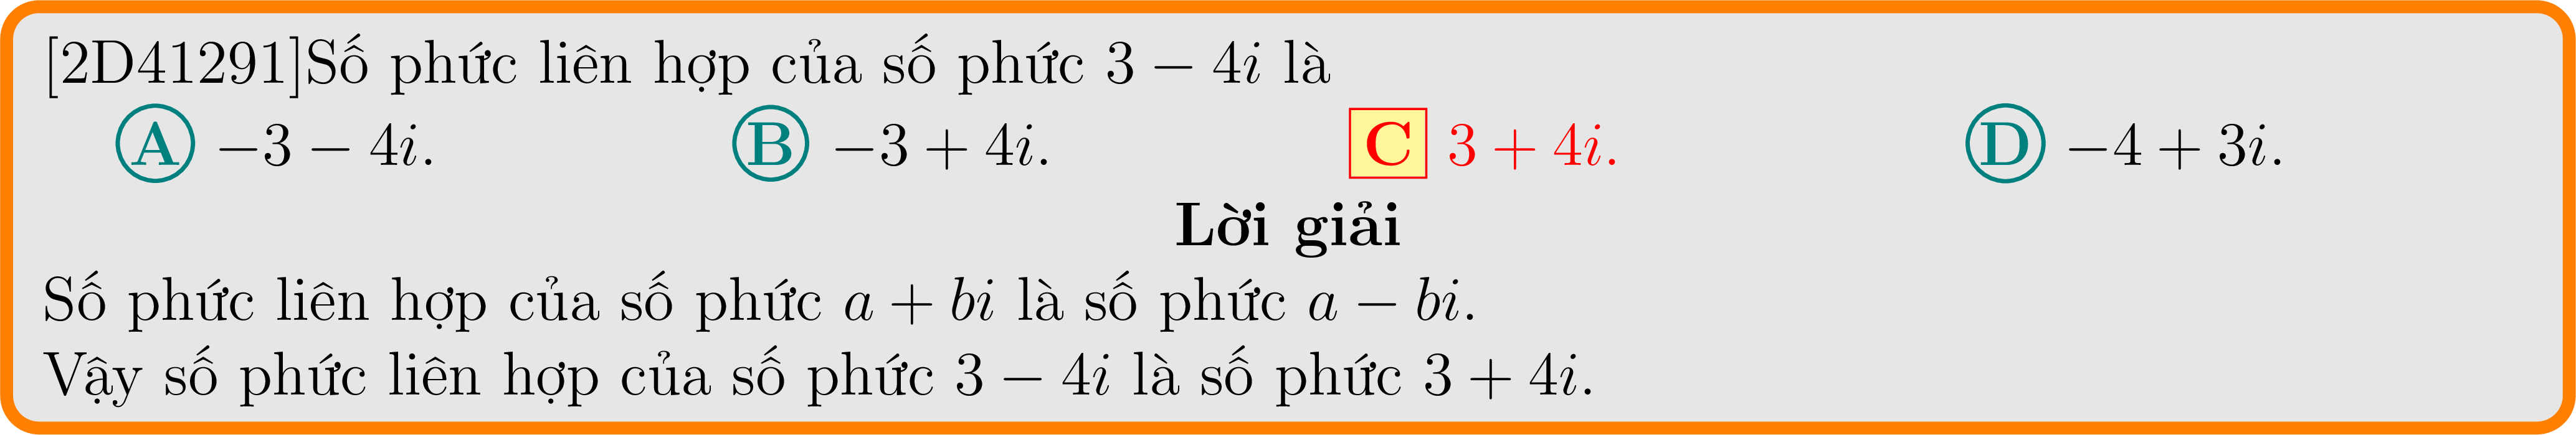 [2D41291]Số phức liên hợp của số phức 3 − 4i là
A −3 − 4i. B −3 + 4i. C 3 + 4i. D −4 + 3i.
Lời giải
Số phức liên hợp của số phức a + bi là số phức a − bi.
Vậy số phức liên hợp của số phức 3 − 4i là số phức 3 + 4i.